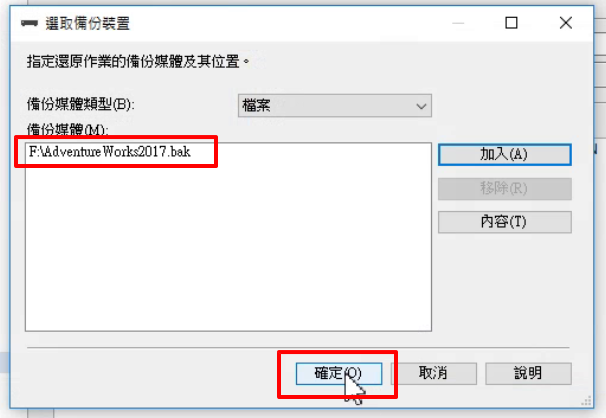 選取備份裝置
指定還原作業的備份媒體及其位置。
備份媒體類型(B):
檔案
備份媒體(M):
F:\AdventureWorks2017.bak
加入(A)
移除(R)
內容(T)
確定(O)
取消
說明